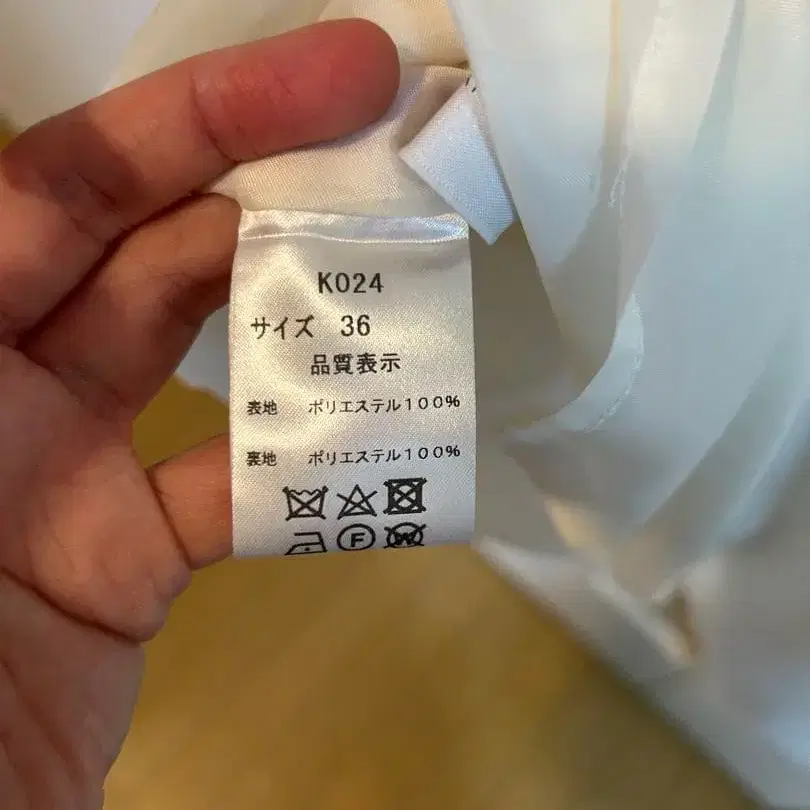 K024
サイズ 36
品質表示
表地 ポリエステル100%
裏地 ポリエステル100%
F W